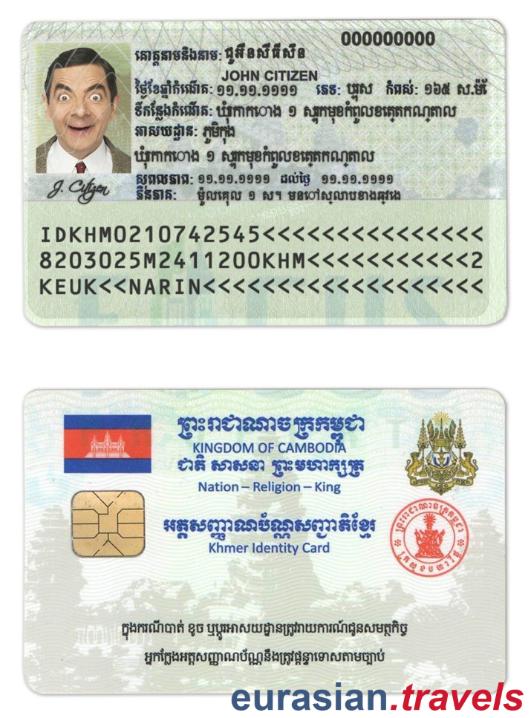 000000000
គោត្តនាមនិងនាម: ជូអឹនស៊ីធីសឹន
JOHN CITIZEN
ថ្ងៃខែឆ្នាំកំណើត: ១១.១១.១១១១ ភេទ: ប្រុស កំពស់: ១៦៥ ស.ម
ទីកន្លែងកំណើត: ឃុំកាកោង ១ ស្រុកមុខកំពូលខេត្តកណ្តាល
អាសយដ្ឋាន: ភូមិកុង
ឃុំកាកោង ១ ស្រុកមុខកំពូលខេត្តកណ្តាល
សុពលភាព: ១១.១១.១១១១ ដល់ថ្ងៃ ១១.១១.១១១១
ភិនភាគ: ១ ស។
J. Citizen
IDKHM0210742545<<<<<<<<<<<<<<<
8203025M2411200KHM<<<<<<<<<<<2
KEUK<<NARIN<<<<<<<<<<<<<<<<<<<
ព្រះរាជាណាចក្រកម្ពុជា
KINGDOM OF CAMBODIA
ជាតិ សាសនា ព្រះមហាក្សត្រ
Nation – Religion – King
អត្តសញ្ញាណប័ណ្ណសញ្ជាតិខ្មែរ
Khmer Identity Card
ក្នុងករណីបាត់ ខូច ឬប្តូរអាសយដ្ឋានត្រូវរាយការណ៍ជូនសមត្ថកិច្ច
អ្នកក្លែងអត្តសញ្ញាណប័ណ្ណនឹងត្រូវផ្តន្ទាទោសតាមច្បាប់
eurasian.travels